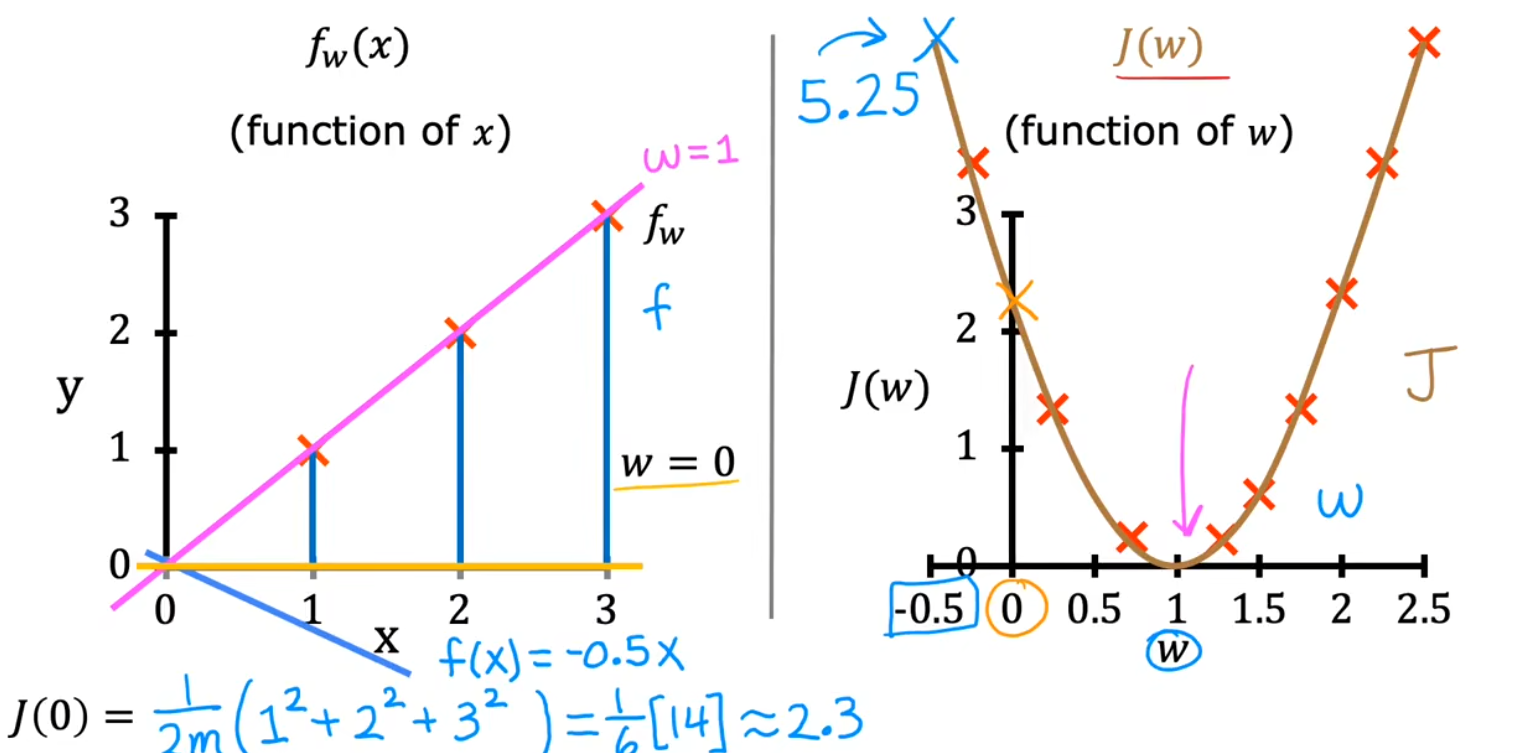 f_w(x)
(function of x)
w=1
3
f_w
2
f
y
1
w = 0
0
0 1 2 3
x
f(x)=-0.5x
J(0) = 1/2m (1²+2²+3² )=1/6[14]≈2.3
J(w)
5.25
(function of w)
3
2
J
J(w)
1
w
0
-0.5 0 0.5 1 1.5 2 2.5
w